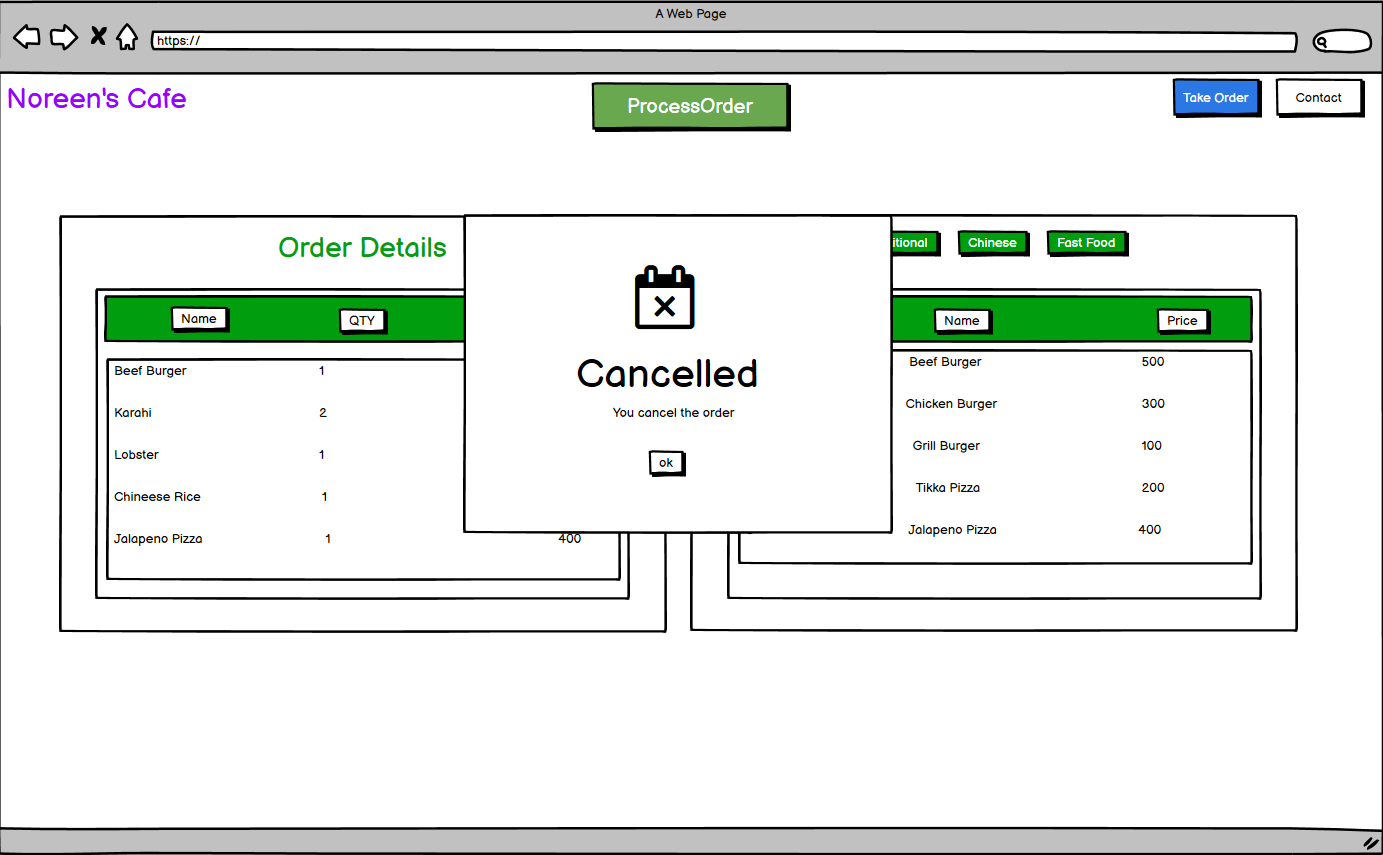 A Web Page
https://
Noreen's Cafe
ProcessOrder
Take Order
Contact
Order Details
Chinese
Fast Food
Name
QTY
Name
Price
Beef Burger 1
Karahi 2
Lobster 1
Chineese Rice 1
Jalapeno Pizza 1 400
Cancelled
You cancel the order
ok
Beef Burger 500
Chicken Burger 300
Grill Burger 100
Tikka Pizza 200
Jalapeno Pizza 400